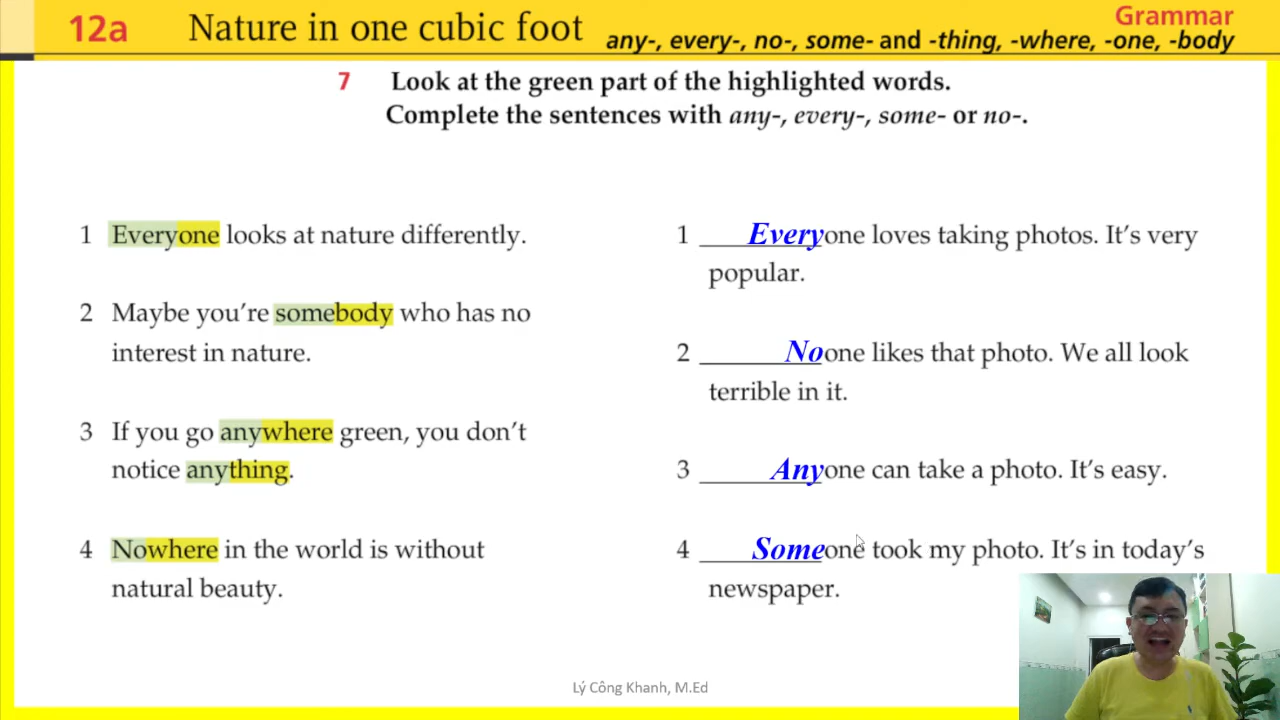 12a Nature in one cubic foot
Grammar
any-, every-, no-, some- and -thing, -where, -one, -body
7 Look at the green part of the highlighted words.
Complete the sentences with any-, every-, some- or no-.
1 Everyone looks at nature differently.
2 Maybe you're somebody who has no
interest in nature.
3 If you go anywhere green, you don't
notice anything.
4 Nowhere in the world is without
natural beauty.
1 Everyone loves taking photos. It's very
popular.
2 Noone likes that photo. We all look
terrible in it.
3 Anyone can take a photo. It's easy.
4 Someone took my photo. It's in today's
newspaper.
Lý Công Khanh, M.Ed